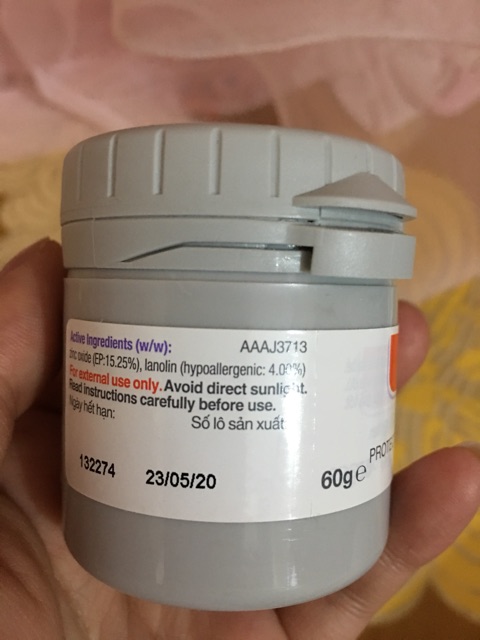 Active Ingredients (w/w): AAAJ3713
zinc oxide (EP:15.25%), lanolin (hypoallergenic: 4.00%)
For external use only. Avoid direct sunlight.
Read instructions carefully before use.
Ngày hết hạn: Số lô sản xuất
132274 23/05/20
60g e PROTE